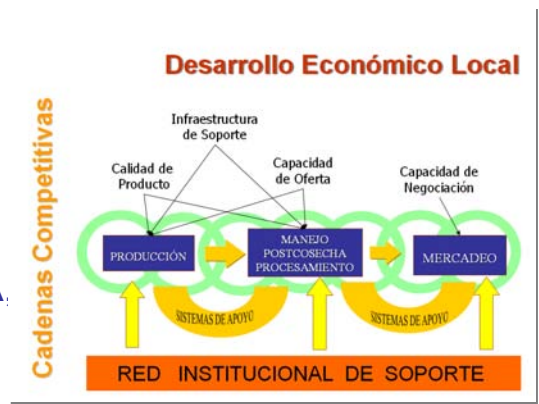 Desarrollo Económico Local
Cadenas Competitivas
Infraestructura
de Soporte
Calidad de
Producto
Capacidad
de Oferta
Capacidad de
Negociación
PRODUCCIÓN
MANEJO
POSTCOSECHA
PROCESAMIENTO
MERCADEO
SISTEMAS DE APOYO
SISTEMAS DE APOYO
RED INSTITUCIONAL DE SOPORTE